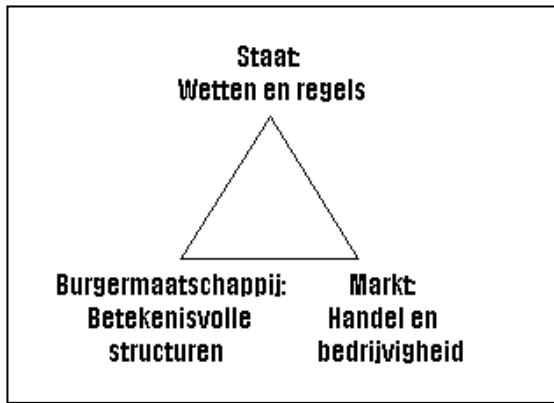 Staat:
Wetten en regels
Burgermaatschappij:
Betekenisvolle
structuren
Markt:
Handel en
bedrijvigheid